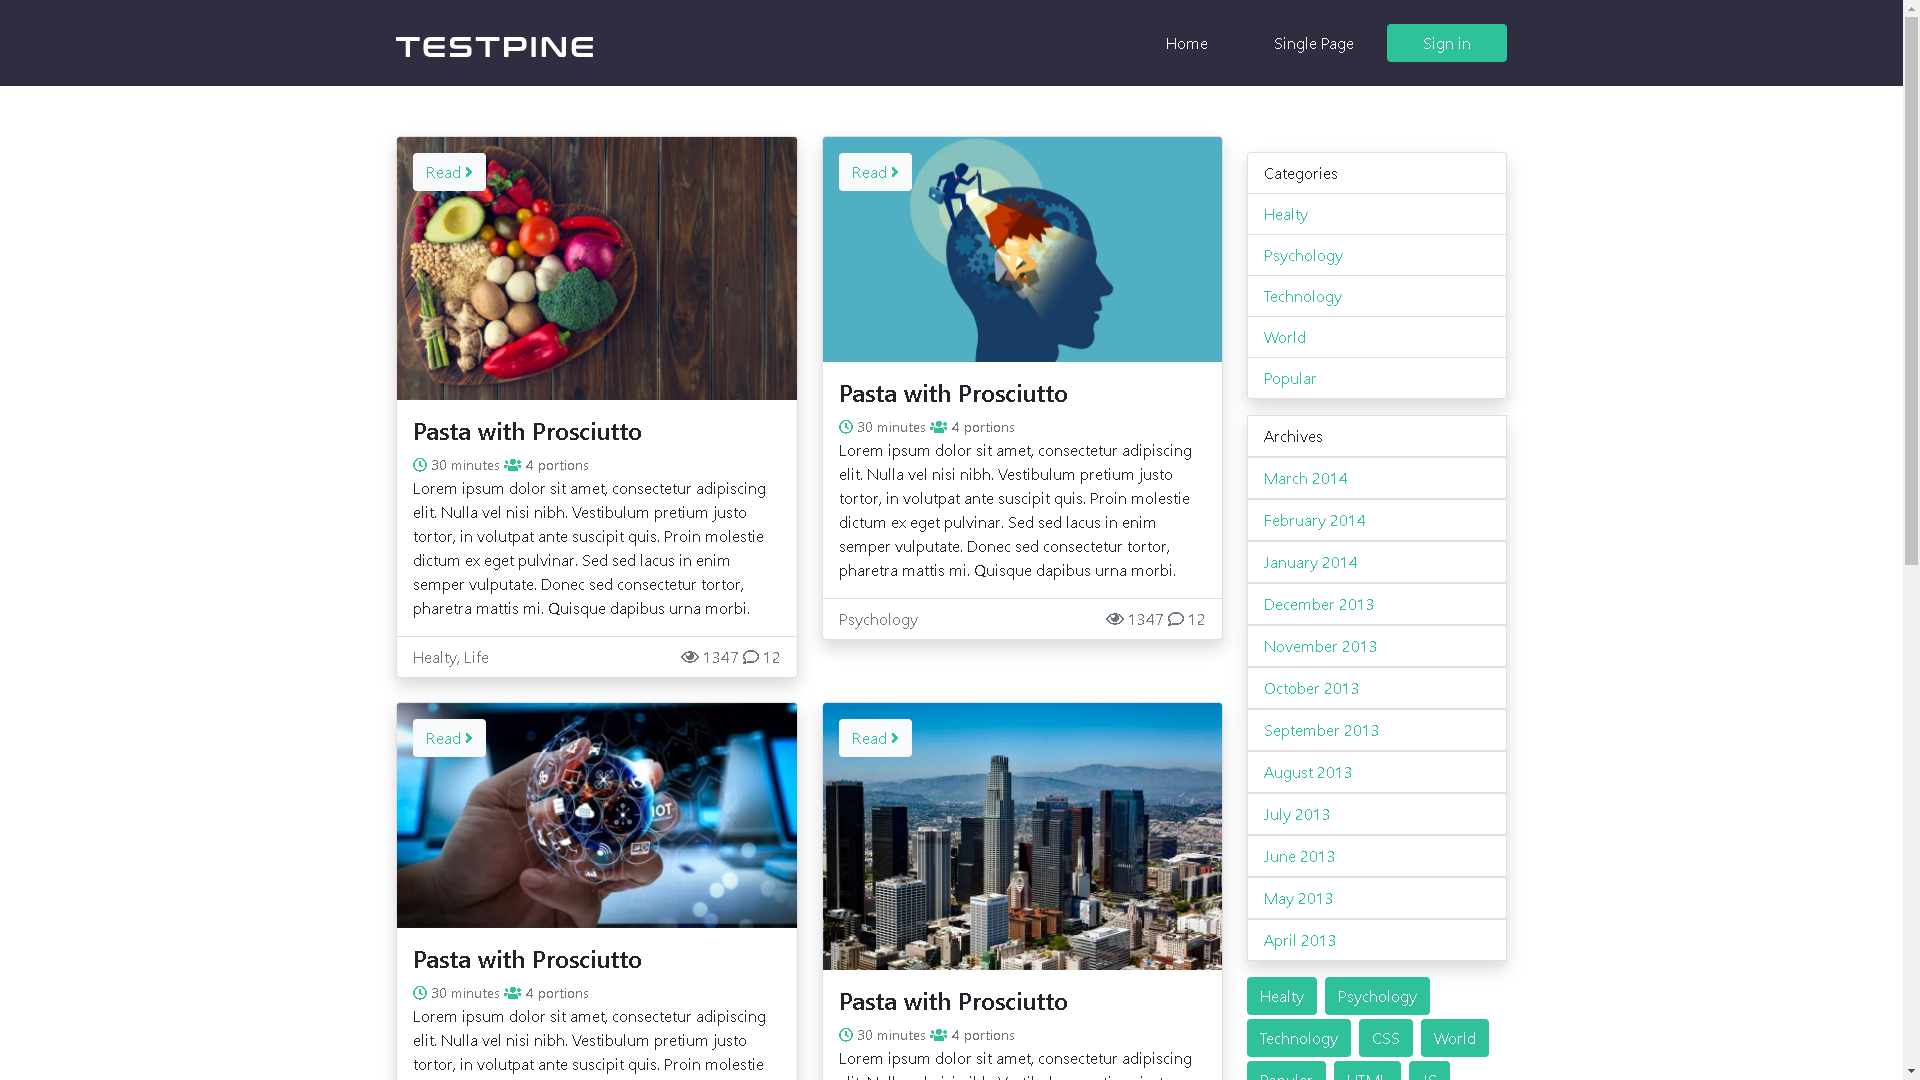 TESTPINE
Home
Single Page
Sign in
Read
Pasta with Prosciutto
30 minutes 4 portions
Lorem ipsum dolor sit amet, consectetur adipiscing
elit. Nulla vel nisi nibh. Vestibulum pretium justo
tortor, in volutpat ante suscipit quis. Proin molestie
dictum ex eget pulvinar. Sed sed lacus in enim
semper vulputate. Donec sed consectetur tortor,
pharetra mattis mi. Quisque dapibus urna morbi.
Healty, Life
1347 12
Read
Pasta with Prosciutto
30 minutes 4 portions
Lorem ipsum dolor sit amet, consectetur adipiscing
elit. Nulla vel nisi nibh. Vestibulum pretium justo
tortor, in volutpat ante suscipit quis. Proin molestie
dictum ex eget pulvinar. Sed sed lacus in enim
semper vulputate. Donec sed consectetur tortor,
pharetra mattis mi. Quisque dapibus urna morbi.
Psychology
1347 12
Read
IOT
Pasta with Prosciutto
30 minutes 4 portions
Lorem ipsum dolor sit amet, consectetur adipiscing
elit. Nulla vel nisi nibh. Vestibulum pretium justo
tortor, in volutpat ante suscipit quis. Proin molestie
Read
Pasta with Prosciutto
30 minutes 4 portions
Lorem ipsum dolor sit amet, consectetur adipiscing
Categories
Healty
Psychology
Technology
World
Popular
Archives
March 2014
February 2014
January 2014
December 2013
November 2013
October 2013
September 2013
August 2013
July 2013
June 2013
May 2013
April 2013
Healty
Psychology
Technology
CSS
World
Popular
HTML
JS